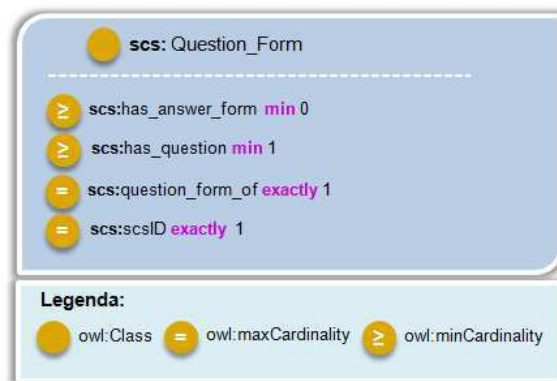 scs: Question_Form
≥ scs:has_answer_form min 0
≥ scs:has_question min 1
= scs:question_form_of exactly 1
= scs:scsID exactly 1
Legenda:
owl:Class = owl:maxCardinality ≥ owl:minCardinality